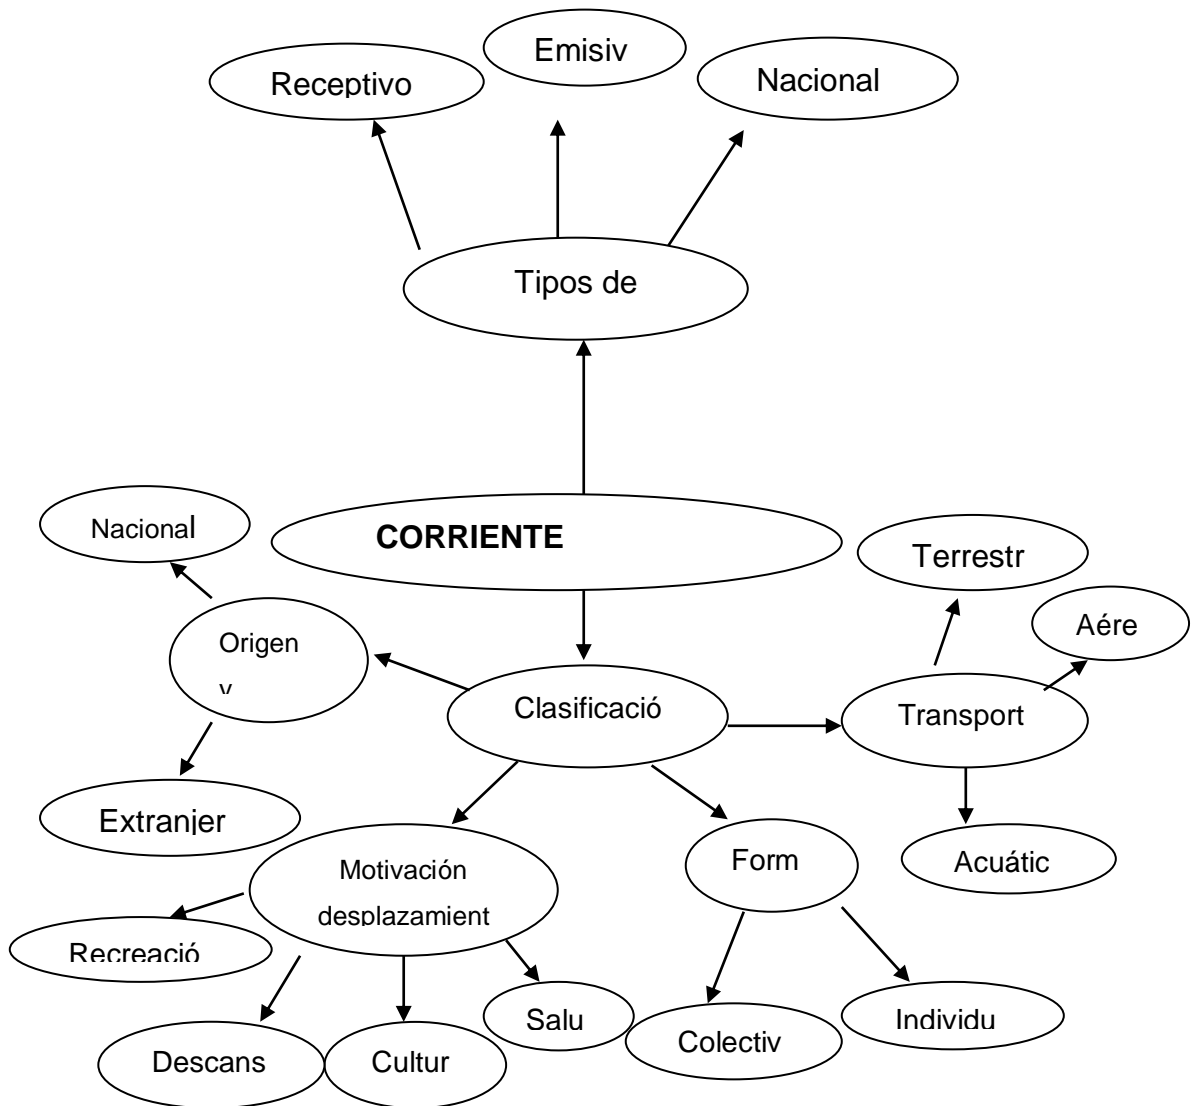 Emisiv
Receptivo
Nacional
Tipos de
CORRIENTE
Nacional
Terrestr
Aére
Origen
y
Clasificació
Transport
Extranjer
Motivación
desplazamient
Form
Acuátic
Recreació
Salu
Individu
Colectiv
Descans
Cultur